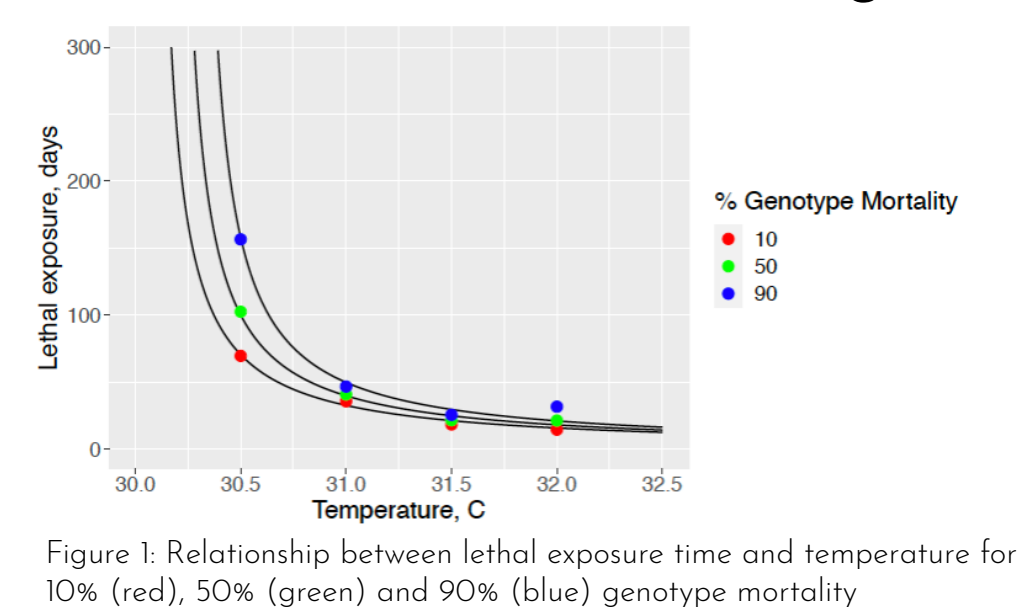 300
200
100
0
Lethal exposure, days
30.0 30.5 31.0 31.5 32.0 32.5
Temperature, C
% Genotype Mortality
10
50
90
Figure 1: Relationship between lethal exposure time and temperature for
10% (red), 50% (green) and 90% (blue) genotype mortality